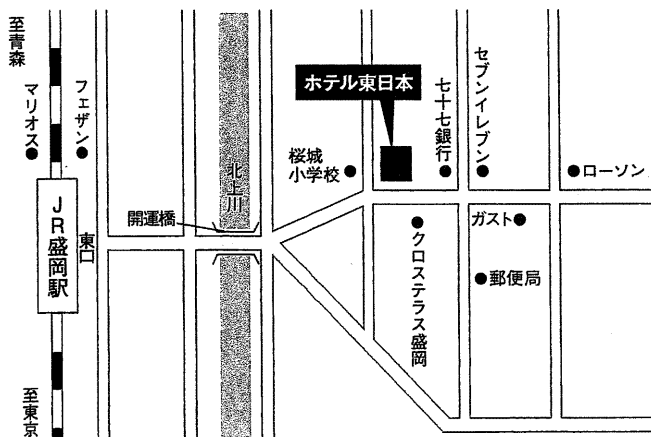 至青森
マリオス
フェザン
JR盛岡駅
東口
至東京
開運橋
北上川
ホテル東日本
桜城
小学校
七十七銀行
セブンイレブン
ローソン
クロステラス盛岡
ガスト
郵便局